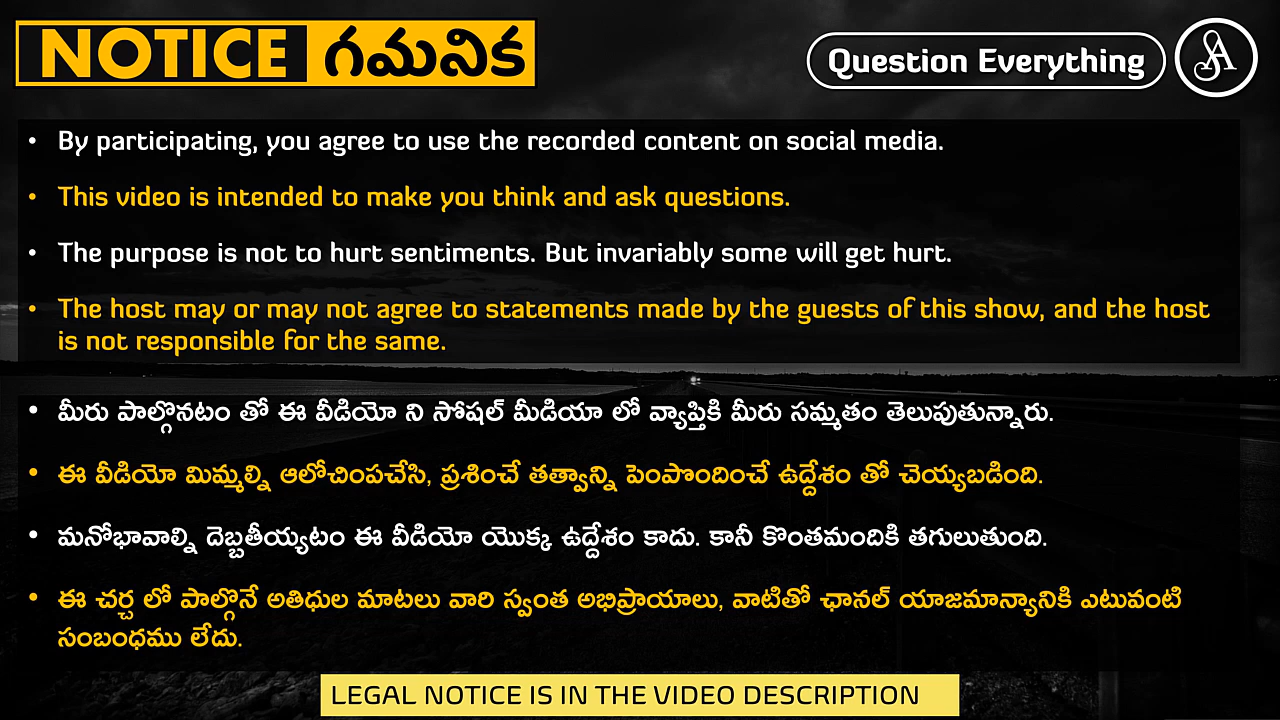 NOTICE గమనిక
Question Everything
• By participating, you agree to use the recorded content on social media.
• This video is intended to make you think and ask questions.
• The purpose is not to hurt sentiments. But invariably some will get hurt.
• The host may or may not agree to statements made by the guests of this show, and the host
is not responsible for the same.
• మీరు పాల్గొనటం తో ఈ వీడియో ని సోషల్ మీడియా లో వ్యాప్తికి మీరు సమ్మతం తెలుపుతున్నారు.
• ఈ వీడియో మిమ్మల్ని ఆలోచింపచేసి, ప్రశించే తత్వాన్ని పెంపొందించే ఉద్దేశం తో చెయ్యబడింది.
• మనోభావాల్ని దెబ్బతీయ్యటం ఈ వీడియో యొక్క ఉద్దేశం కాదు. కానీ కొంతమందికి తగులుతుంది.
• ఈ చర్చ లో పాల్గొనే అతిధుల మాటలు వారి స్వంత అభిప్రాయాలు, వాటితో ఛానల్ యాజమాన్యానికి ఎటువంటి
సంబంధము లేదు.
LEGAL NOTICE IS IN THE VIDEO DESCRIPTION